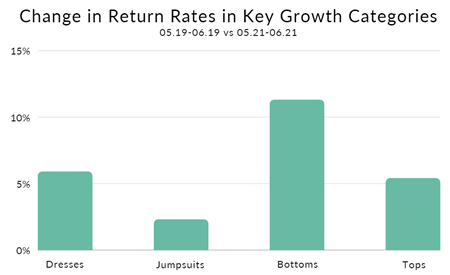 Change in Return Rates in Key Growth Categories
05.19-06.19 vs 05.21-06.21
15%
10%
5%
0%
Dresses Jumpsuits Bottoms Tops